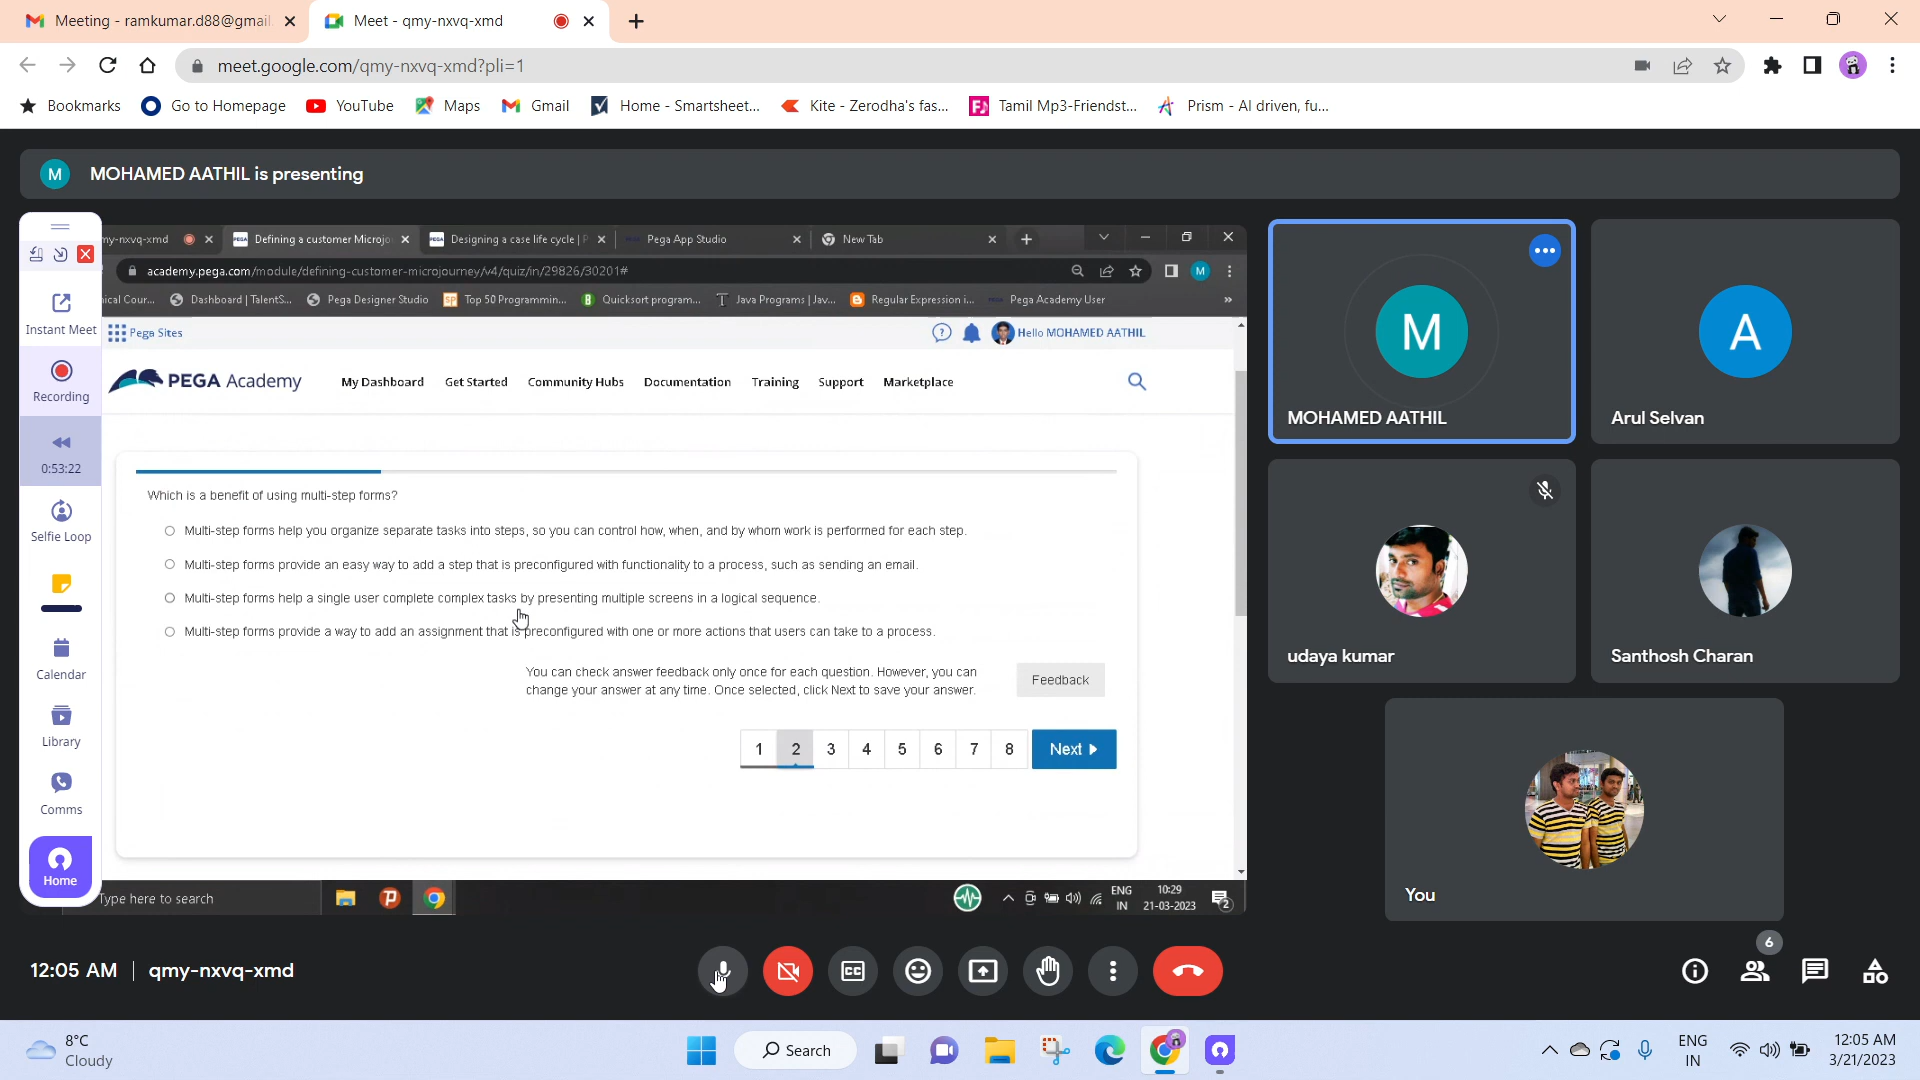 Meeting - ramkumar.d88@gmail.
Meet - qmy-nxvq-xmd
meet.google.com/qmy-nxvq-xmd?pli=1
Bookmarks
Go to Homepage
YouTube
Maps
Gmail
Home - Smartsheet...
Kite - Zerodha's fas...
Tamil Mp3-Friendst...
Prism - AI driven, fu...
M
MOHAMED AATHIL is presenting
my-nxvq-xmd
Defining a customer Microjo
Designing a case life cycle | P
Pega App Studio
New Tab
academy.pega.com/module/defining-customer-microjourney/v4/quiz/in/29826/30201#
M
ical Cour...
Dashboard | TalentS...
Pega Designer Studio
Top 50 Programmin...
Quicksort program...
Java Programs | Jav...
Regular Expression i...
Pega Academy User
»
Pega Sites
Hello MOHAMED AATHIL
PEGA Academy
My Dashboard
Get Started
Community Hubs
Documentation
Training
Support
Marketplace
Which is a benefit of using multi-step forms?
Multi-step forms help you organize separate tasks into steps, so you can control how, when, and by whom work is performed for each step.
Multi-step forms provide an easy way to add a step that is preconfigured with functionality to a process, such as sending an email.
Multi-step forms help a single user complete complex tasks by presenting multiple screens in a logical sequence.
Multi-step forms provide a way to add an assignment that is preconfigured with one or more actions that users can take to a process.
You can check answer feedback only once for each question. However, you can
change your answer at any time. Once selected, click Next to save your answer.
Feedback
1 2 3 4 5 6 7 8 Next
Type here to search
ENG
IN
10:29
21-03-2023
2
Instant Meet
Recording
0:53:22
Selfie Loop
Calendar
Library
Comms
Home
M
MOHAMED AATHIL
A
Arul Selvan
udaya kumar
Santhosh Charan
You
12:05 AM | qmy-nxvq-xmd
6
8°C
Cloudy
Search
ENG
IN
12:05 AM
3/21/2023